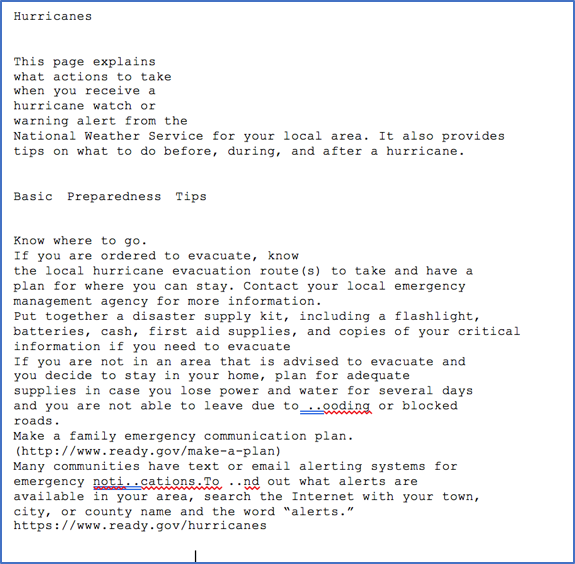 Hurricanes
This page explains
what actions to take
when you receive a
hurricane watch or
warning alert from the
National Weather Service for your local area. It also provides
tips on what to do before, during, and after a hurricane.
Basic  Preparedness  Tips
Know where to go.
If you are ordered to evacuate, know
the local hurricane evacuation route(s) to take and have a
plan for where you can stay. Contact your local emergency
management agency for more information.
Put together a disaster supply kit, including a flashlight,
batteries, cash, first aid supplies, and copies of your critical
information if you need to evacuate
If you are not in an area that is advised to evacuate and
you decide to stay in your home, plan for adequate
supplies in case you lose power and water for several days
and you are not able to leave due to ..ooding or blocked
roads.
Make a family emergency communication plan.
(http://www.ready.gov/make-a-plan)
Many communities have text or email alerting systems for
emergency noti..cations.To ..nd out what alerts are
available in your area, search the Internet with your town,
city, or county name and the word “alerts.”
https://www.ready.gov/hurricanes